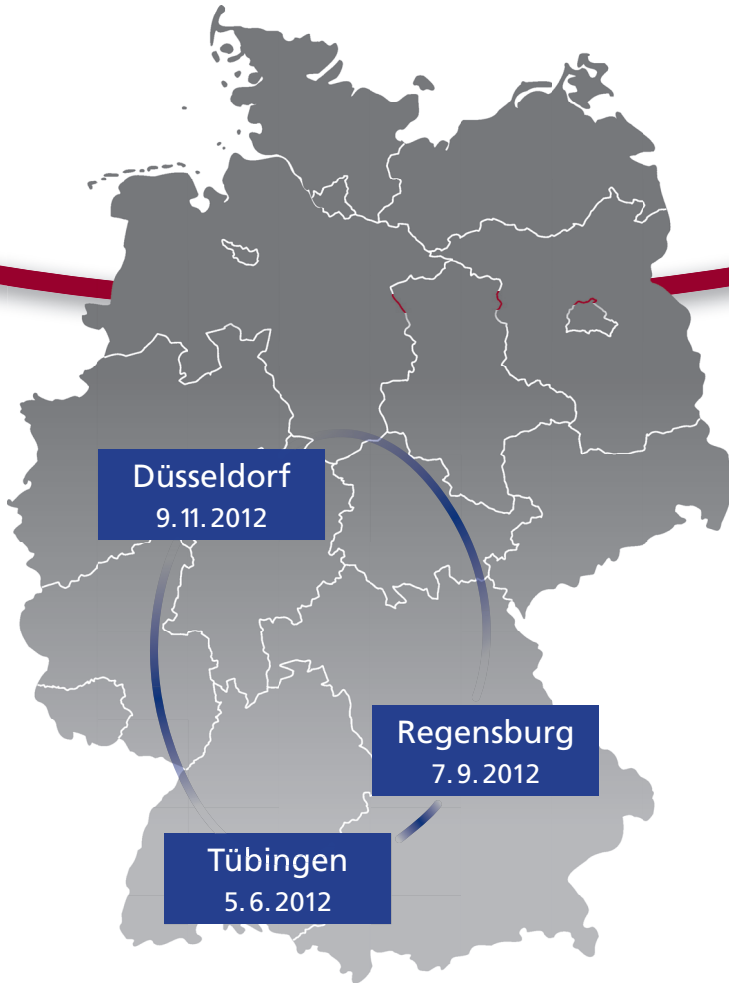 Düsseldorf
9. 11. 2012
Regensburg
7. 9. 2012
Tübingen
5. 6. 2012